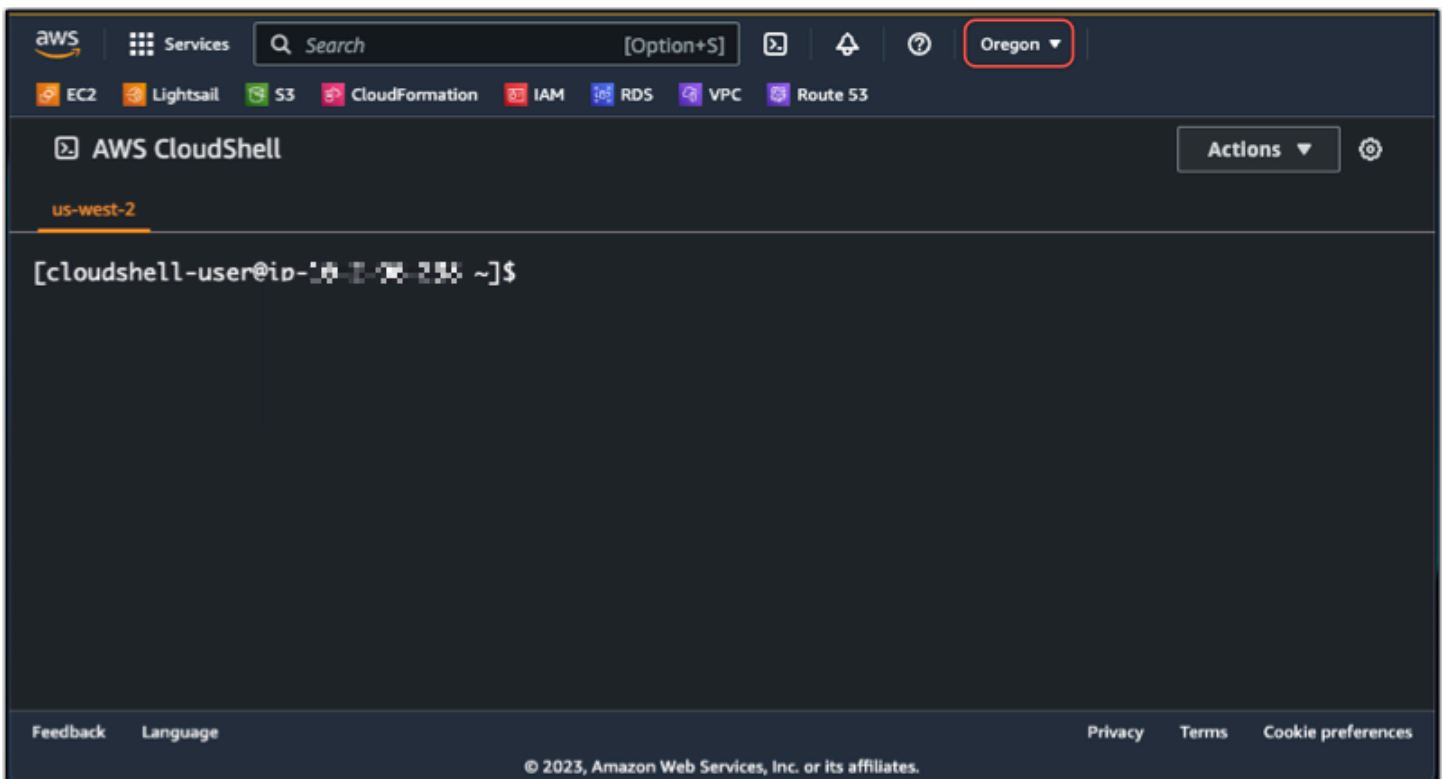 aws Services Search [Option+S] Oregon
EC2 Lightsail S3 CloudFormation IAM RDS VPC Route 53
AWS CloudShell Actions
us-west-2
[cloudshell-user@ip- ~]$
Feedback Language Privacy Terms Cookie preferences
© 2023, Amazon Web Services, Inc. or its affiliates.